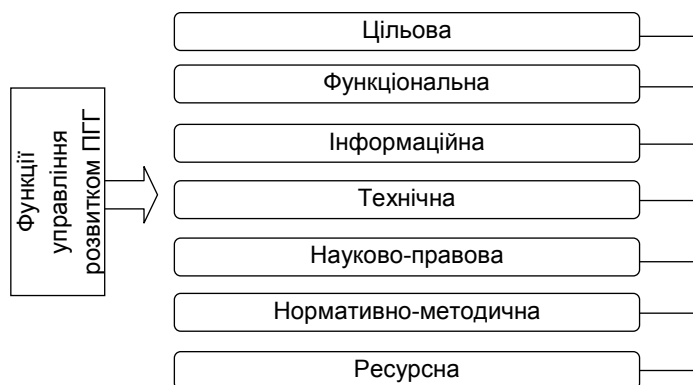 Функції
управління
розвитком ПГГ
Цільова
Функціональна
Інформаційна
Технічна
Науково-правова
Нормативно-методична
Ресурсна